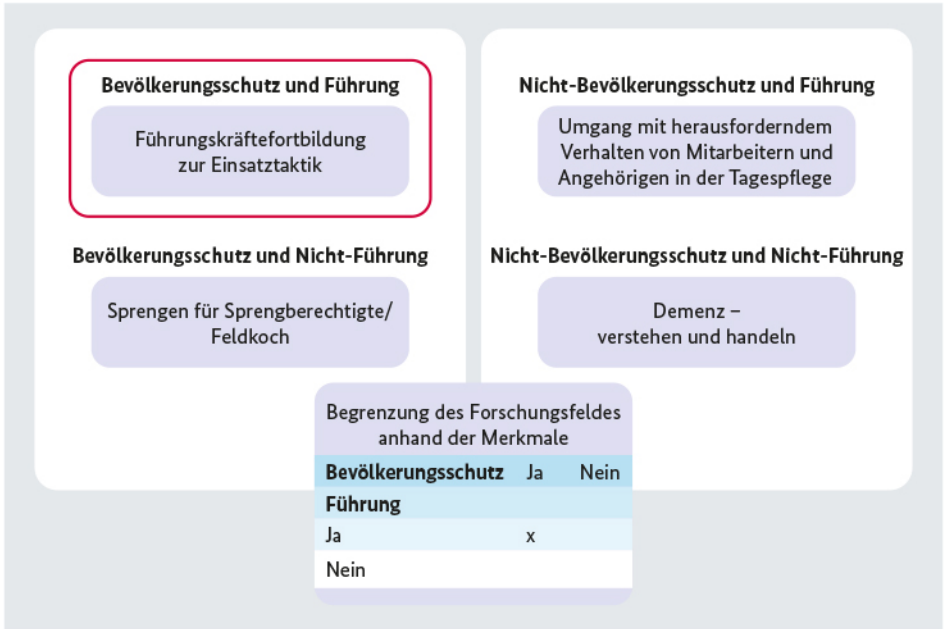 Bevölkerungsschutz und Führung
Führungskräftefortbildung
zur Einsatztaktik
Nicht-Bevölkerungsschutz und Führung
Umgang mit herausforderndem
Verhalten von Mitarbeitern und
Angehörigen in der Tagespflege
Bevölkerungsschutz und Nicht-Führung
Sprengen für Sprengberechtigte/
Feldkoch
Nicht-Bevölkerungsschutz und Nicht-Führung
Demenz –
verstehen und handeln
Begrenzung des Forschungsfeldes
anhand der Merkmale
Bevölkerungsschutz Ja Nein
Führung
Ja x
Nein